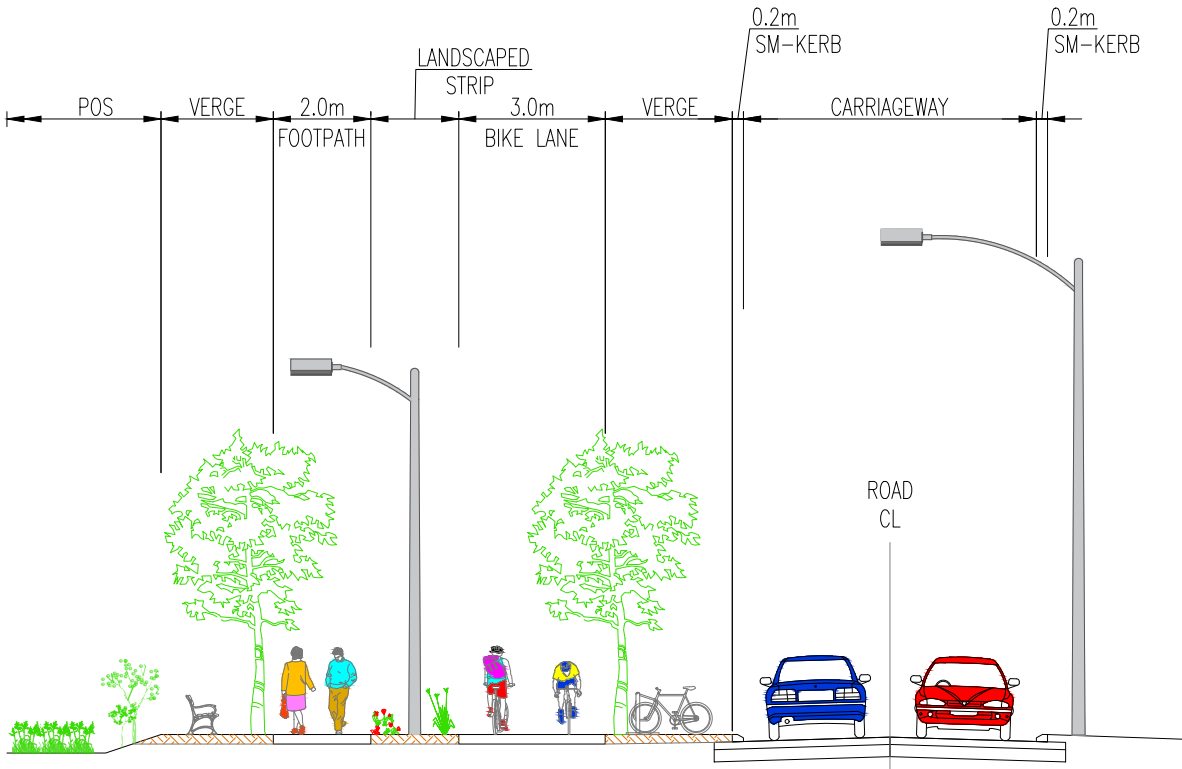 0.2m
SM-KERB
0.2m
SM-KERB
LANDSCAPED
STRIP
POS
VERGE
2.0m
FOOTPATH
3.0m
BIKE LANE
VERGE
CARRIAGEWAY
ROAD
CL